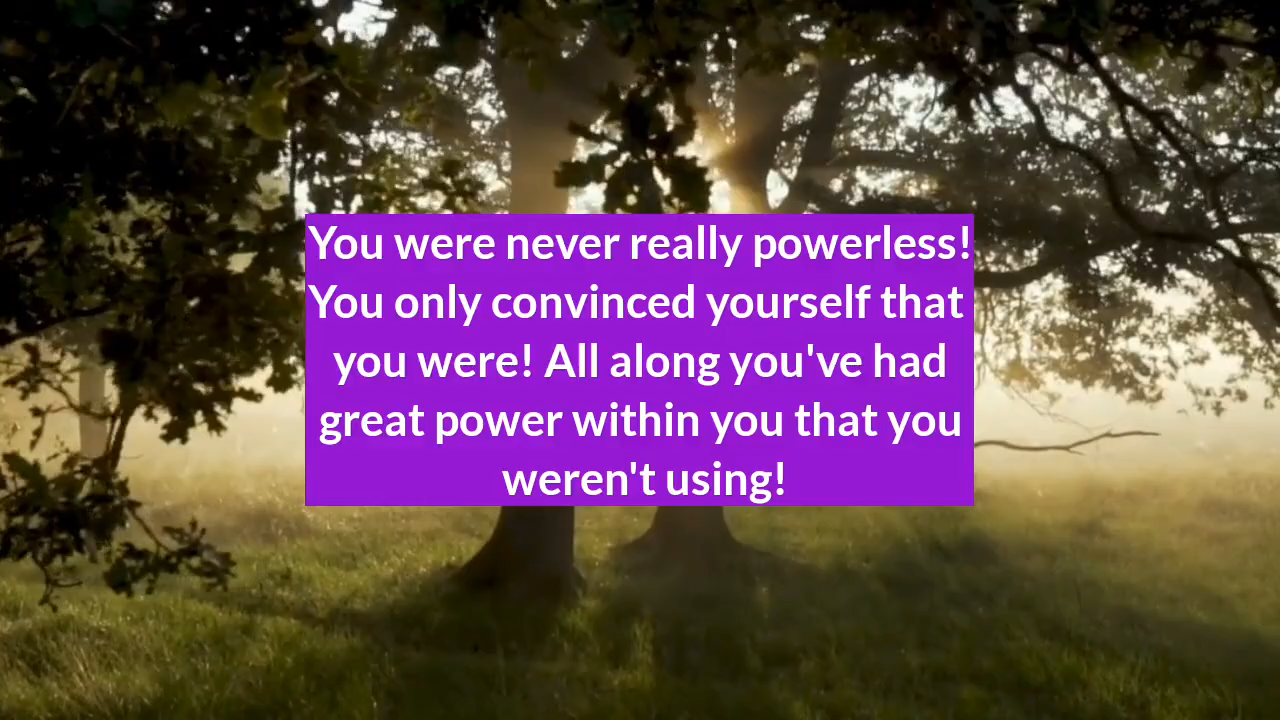 You were never really powerless!
You only convinced yourself that
you were! All along you've had
great power within you that you
weren't using!